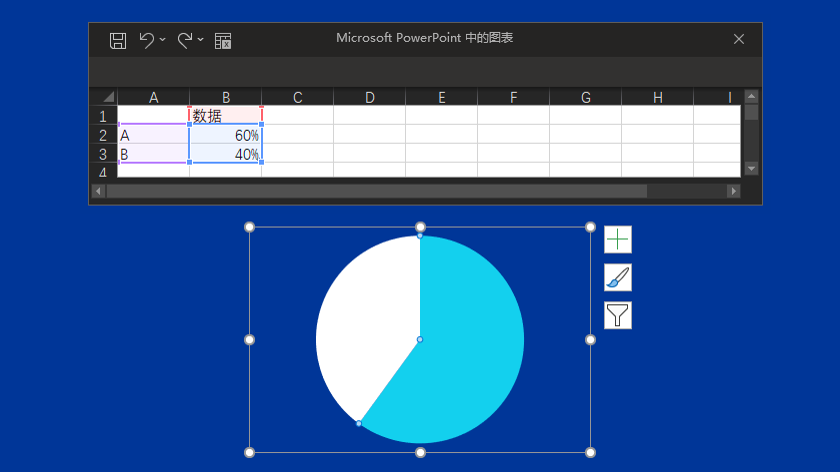 Microsoft PowerPoint 中的图表
A B C D E F G H I
1 数据
2 A 60%
3 B 40%
4